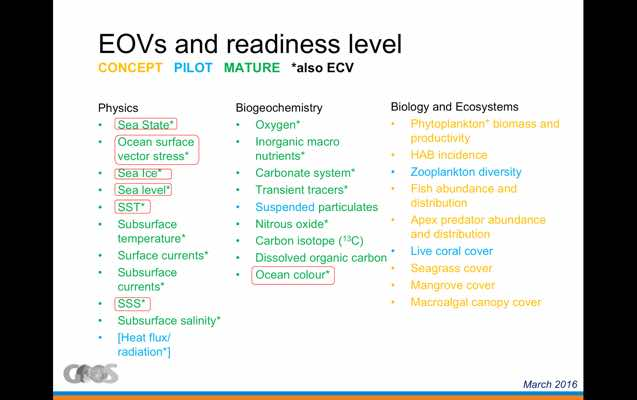 EOVs and readiness level
CONCEPT PILOT MATURE *also ECV
Physics
• Sea State*
• Ocean surface
vector stress*
• Sea Ice*
• Sea level*
• SST*
• Subsurface
temperature*
• Surface currents*
• Subsurface
currents*
• SSS*
• Subsurface salinity*
• [Heat flux/
radiation*]
Biogeochemistry
• Oxygen*
• Inorganic macro
nutrients*
• Carbonate system*
• Transient tracers*
• Suspended particulates
• Nitrous oxide*
• Carbon isotope (¹³C)
• Dissolved organic carbon
• Ocean colour*
Biology and Ecosystems
• Phytoplankton* biomass and
productivity
• HAB incidence
• Zooplankton diversity
• Fish abundance and
distribution
• Apex predator abundance
and distribution
• Live coral cover
• Seagrass cover
• Mangrove cover
• Macroalgal canopy cover
GOOS
March 2016